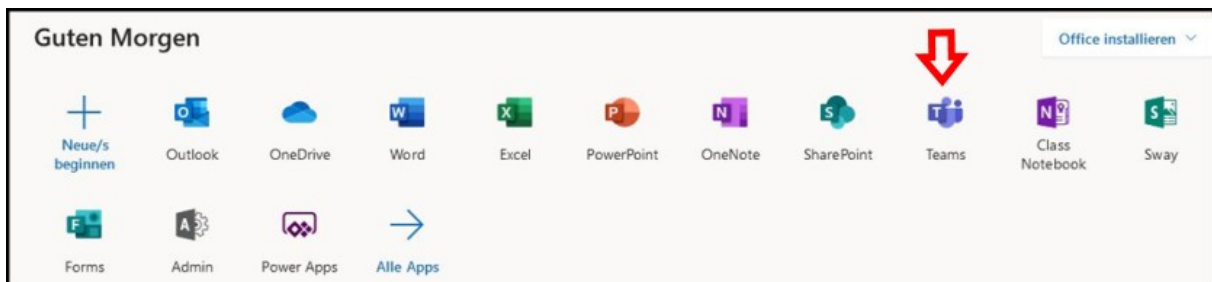 Guten Morgen
Office installieren
Neue/s
beginnen
Outlook
OneDrive
Word
Excel
PowerPoint
OneNote
SharePoint
Teams
Class
Notebook
Sway
Forms
Admin
Power Apps
Alle Apps